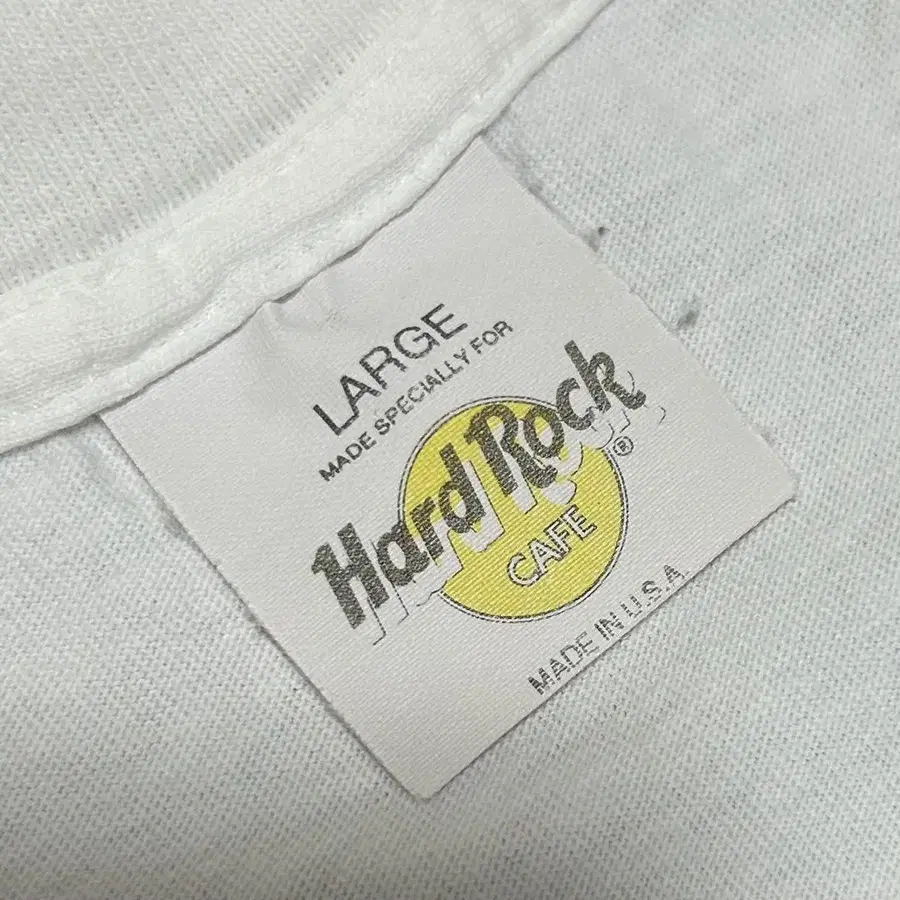 LARGE
MADE SPECIALLY FOR
Hard Rock
CAFE ®
MADE IN U.S.A.